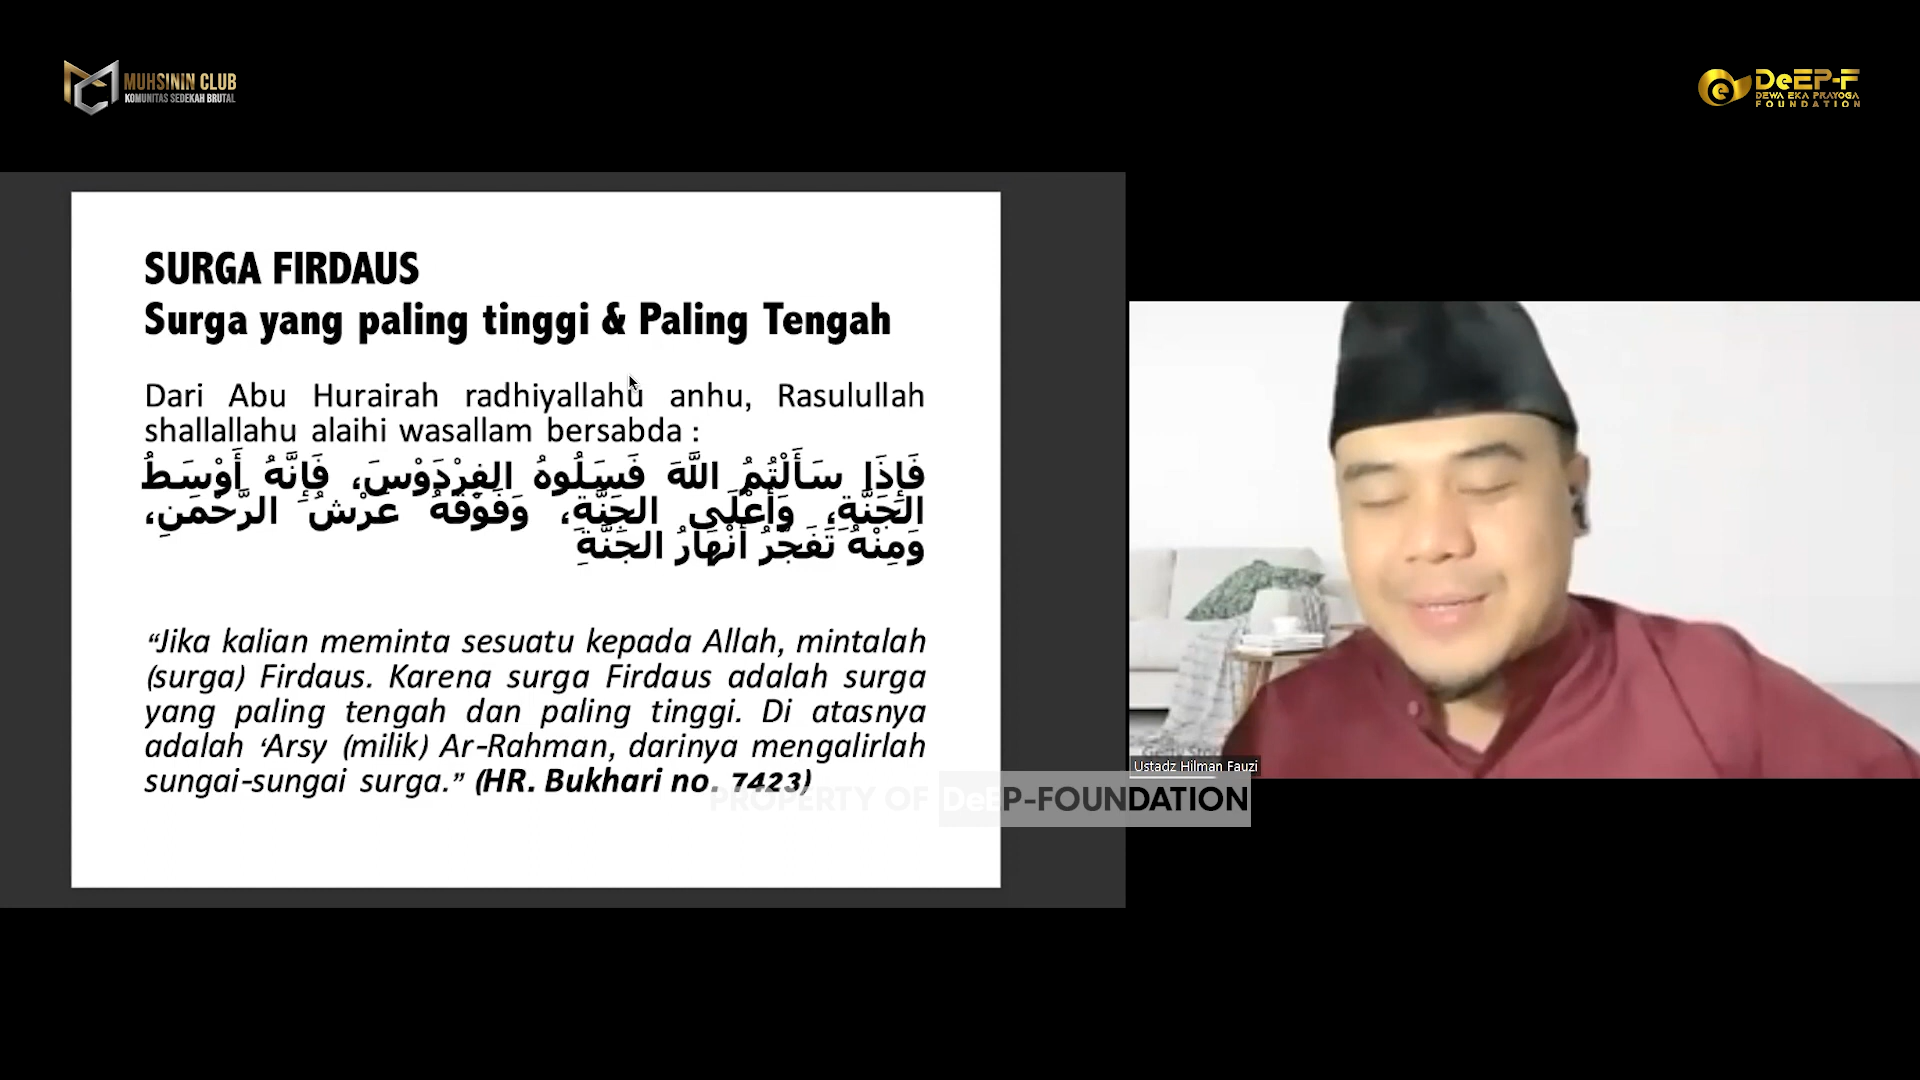 MUHSININ CLUB
KOMUNITAS SEDEKAH BRUTAL
DeEP-F
DEWA EKA PRAYOGA
FOUNDATION
SURGA FIRDAUS
Surga yang paling tinggi & Paling Tengah
Dari Abu Hurairah radhiyallahu anhu, Rasulullah
shallallahu alaihi wasallam bersabda :
فَإِذَا سَأَلْتُمُ اللَّهَ فَسَلُوهُ الفِرْدَوْسَ، فَإِنَّهُ أَوْسَطُ
الجَنَّةِ، وَأَعْلَى الجَنَّةِ، وَفَوْقَهُ عَرْشُ الرَّحْمَنِ،
وَمِنْهُ تَفَجَّرُ أَنْهَارُ الجَنَّةِ
“Jika kalian meminta sesuatu kepada Allah, mintalah
(surga) Firdaus. Karena surga Firdaus adalah surga
yang paling tengah dan paling tinggi. Di atasnya
adalah ‘Arsy (milik) Ar-Rahman, darinya mengalirlah
sungai-sungai surga.” (HR. Bukhari no. 7423)
PROPERTY OF DeEP-FOUNDATION
Ustadz Hilman Fauzi